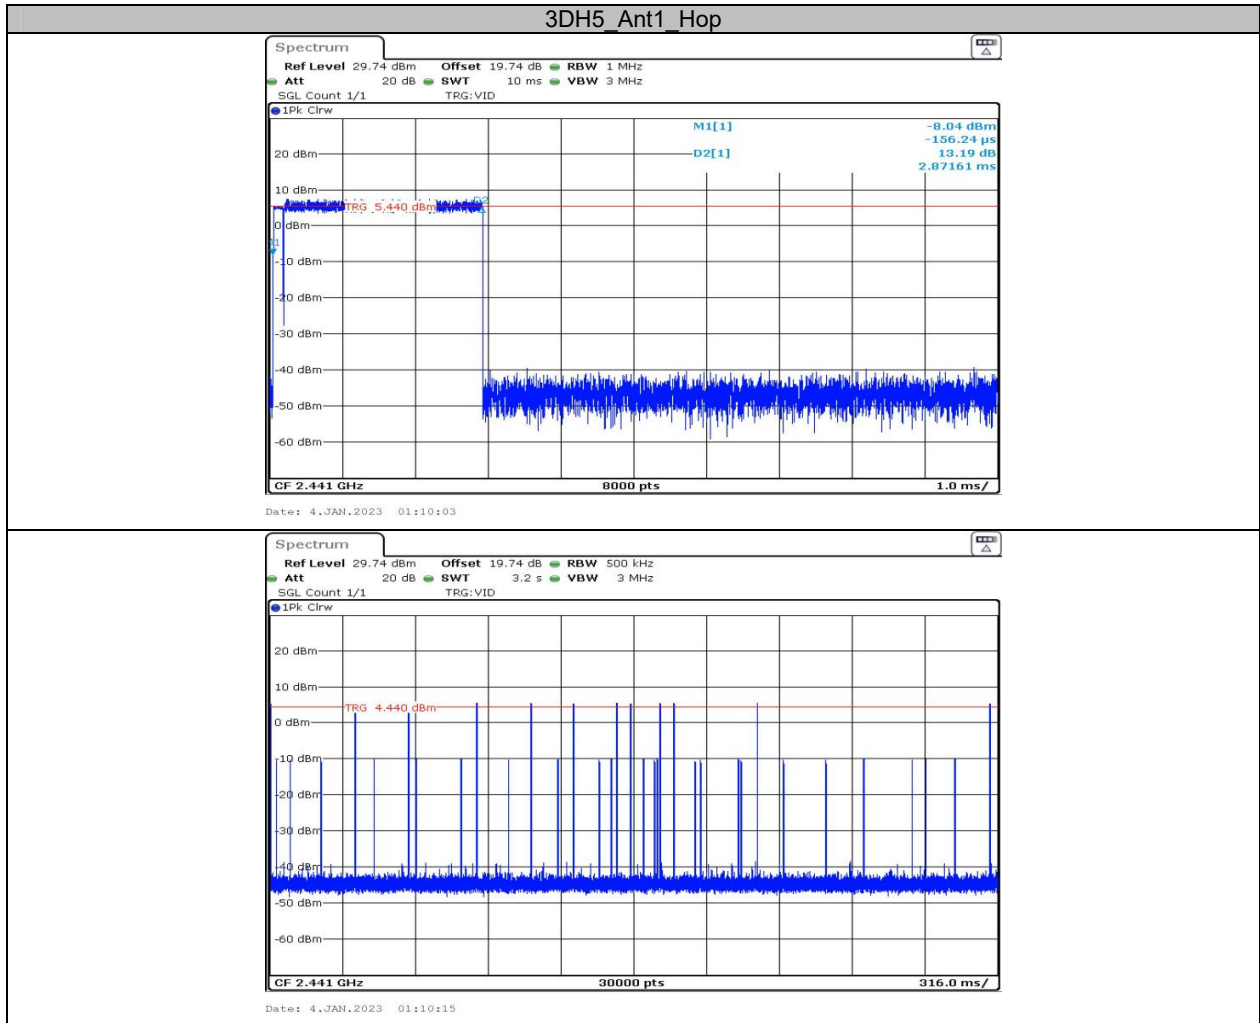 3DH5_Ant1_Hop
Spectrum
Ref Level 29.74 dBm Offset 19.74 dB RBW 1 MHz
Att 20 dB SWT 10 ms VBW 3 MHz
SGL Count 1/1 TRG:VID
1Pk Clrw
M1[1] -8.04 dBm
-156.24 µs
20 dBm
D2[1] 13.19 dB
2.87161 ms
10 dBm
D2
TRG 5.440 dBm
0 dBm
-10 dBm
-20 dBm
-30 dBm
-40 dBm
-50 dBm
-60 dBm
CF 2.441 GHz 8000 pts 1.0 ms/
Date: 4.JAN.2023 01:10:03
Spectrum
Ref Level 29.74 dBm Offset 19.74 dB RBW 500 kHz
Att 20 dB SWT 3.2 s VBW 3 MHz
SGL Count 1/1 TRG:VID
1Pk Clrw
20 dBm
10 dBm
TRG 4.440 dBm
0 dBm
-10 dBm
-20 dBm
-30 dBm
-40 dBm
-50 dBm
-60 dBm
CF 2.441 GHz 30000 pts 316.0 ms/
Date: 4.JAN.2023 01:10:15